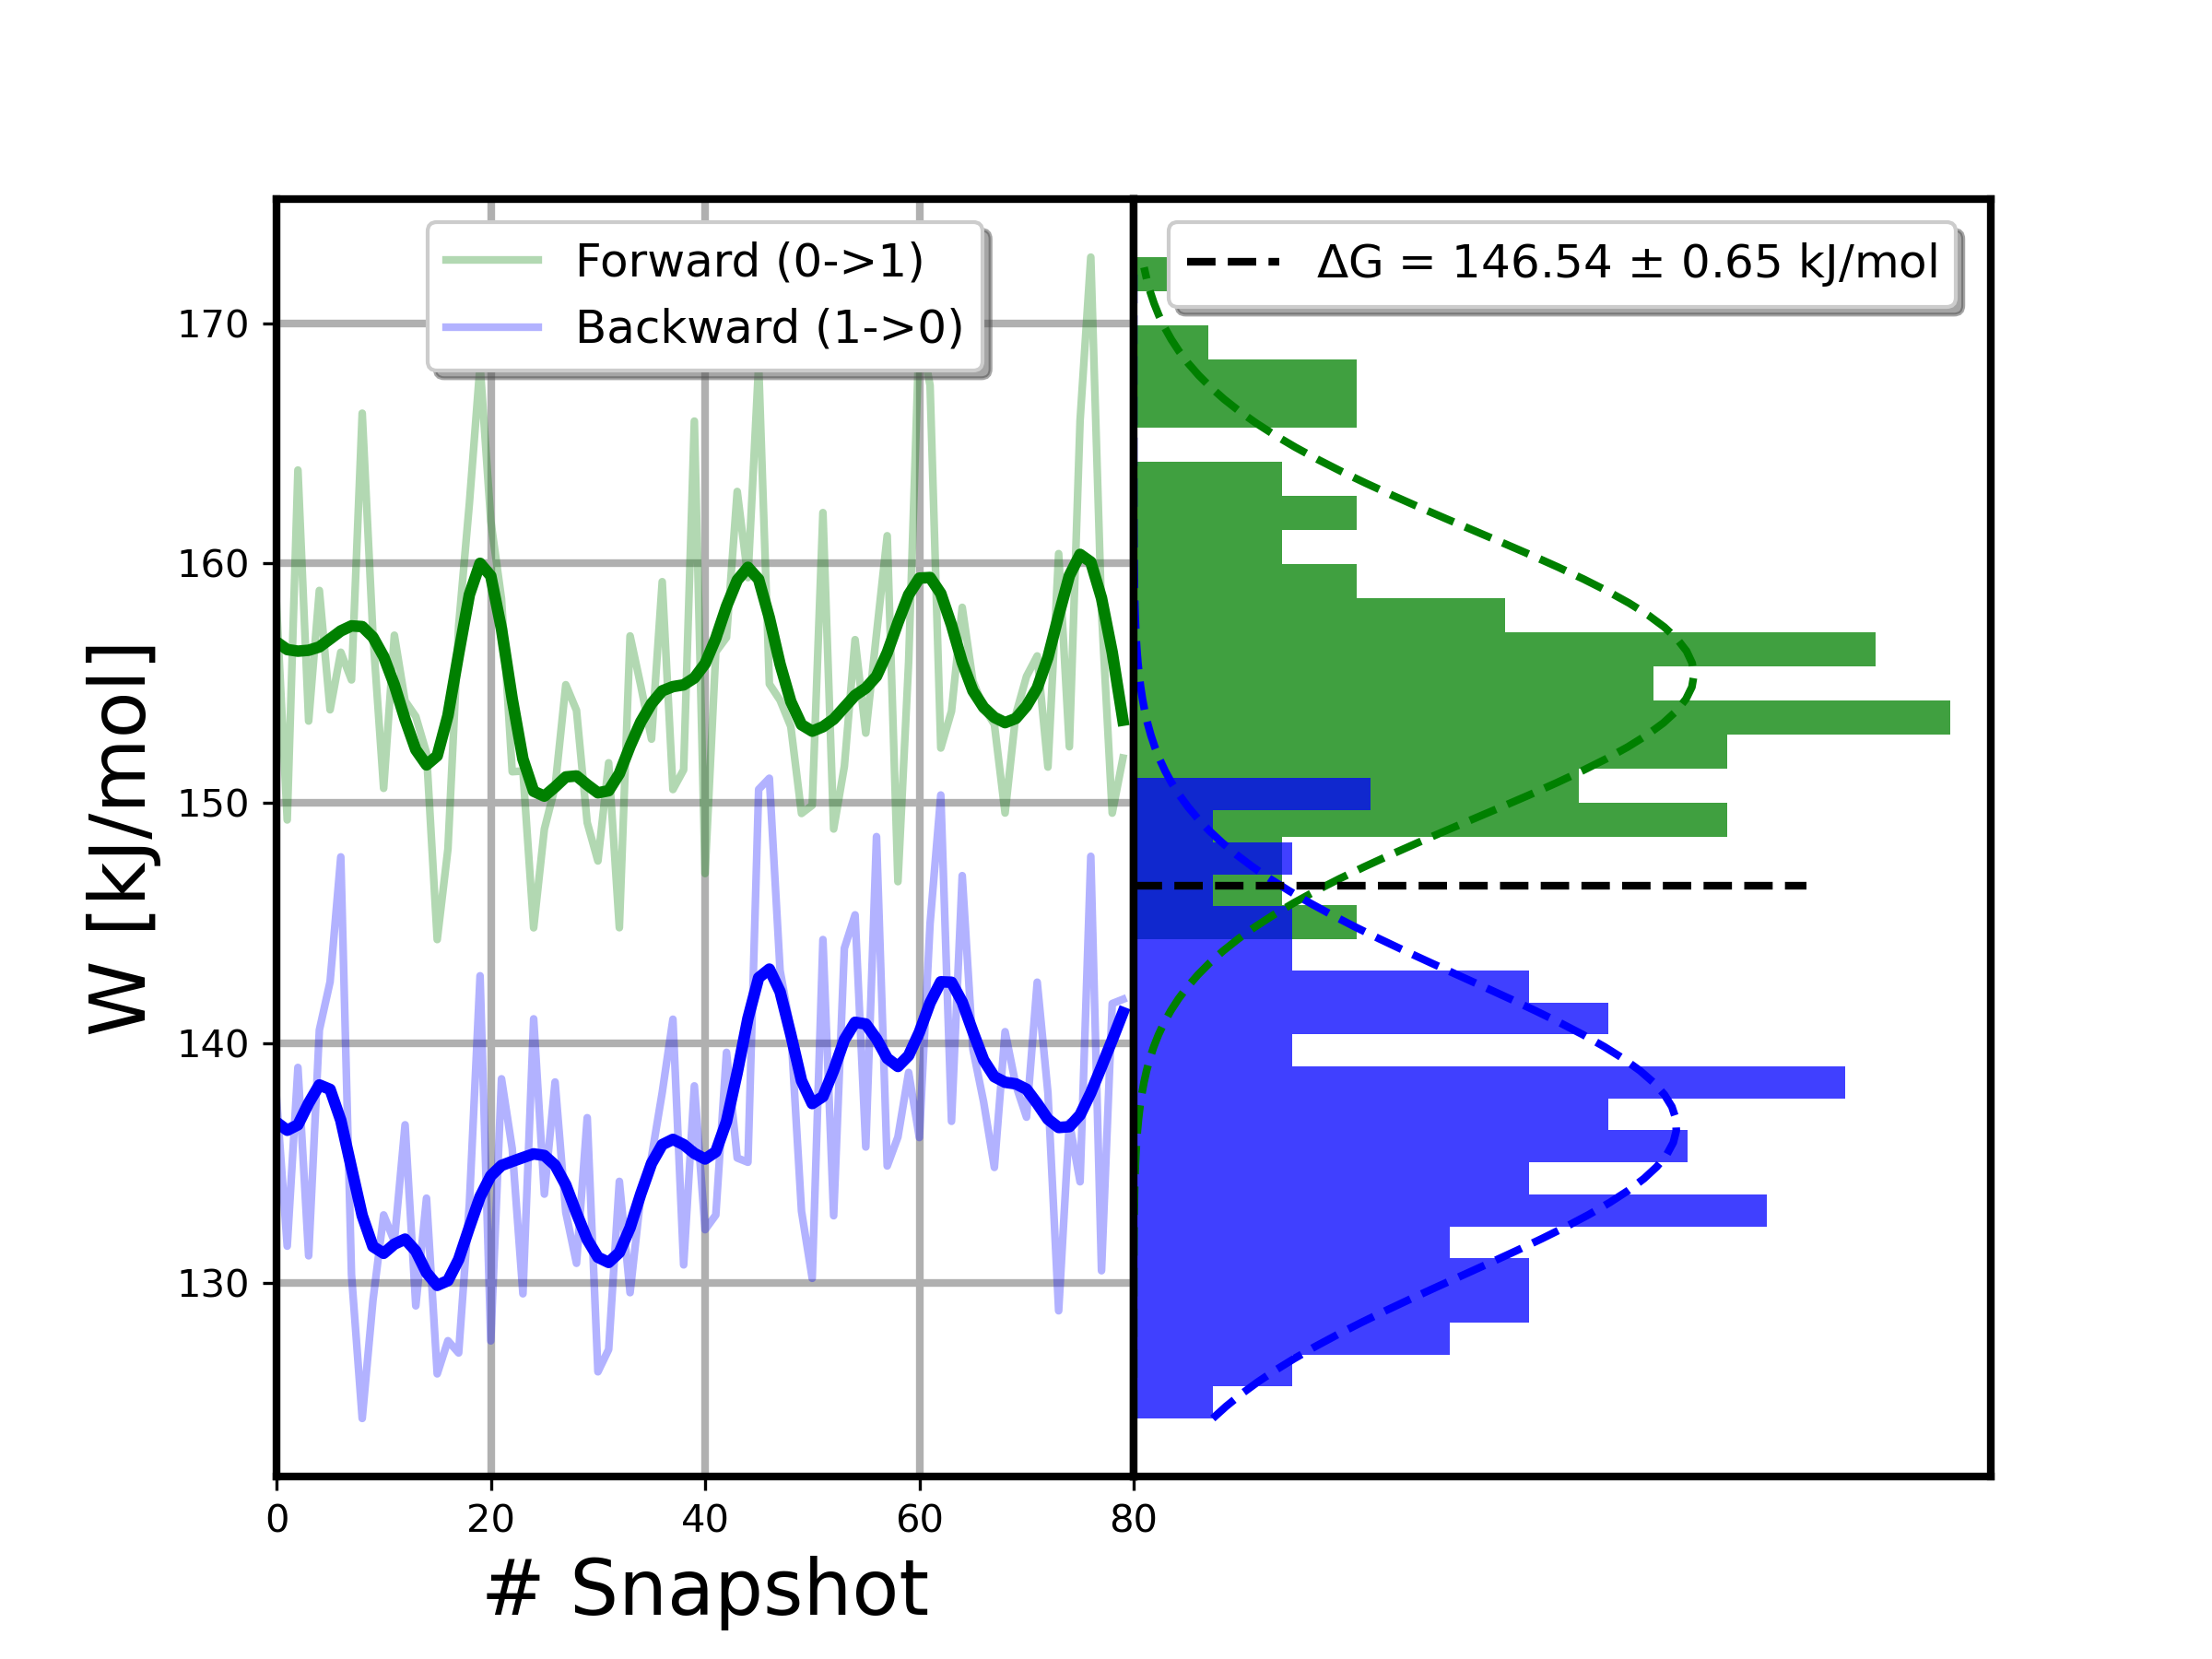 Forward (0->1)
Backward (1->0)
ΔG = 146.54 ± 0.65 kJ/mol
170
160
150
140
130
W [kJ/mol]
0
20
40
60
80
# Snapshot